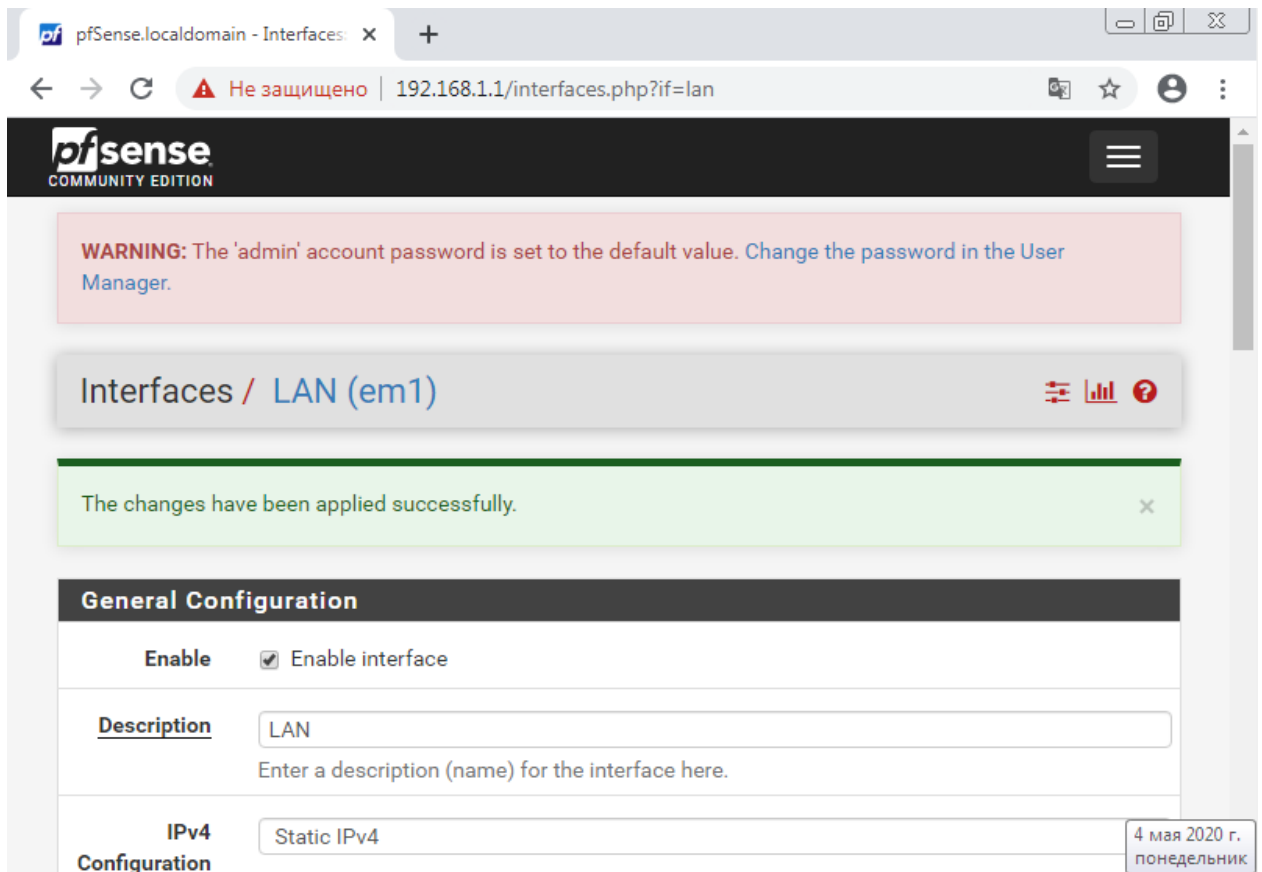 pfSense.localdomain - Interfaces:
Не защищено | 192.168.1.1/interfaces.php?if=lan
pfsense
COMMUNITY EDITION
WARNING: The 'admin' account password is set to the default value. Change the password in the User
Manager.
Interfaces / LAN (em1)
The changes have been applied successfully.
General Configuration
Enable Enable interface
Description LAN
Enter a description (name) for the interface here.
IPv4 Static IPv4
Configuration
4 мая 2020 г.
понедельник